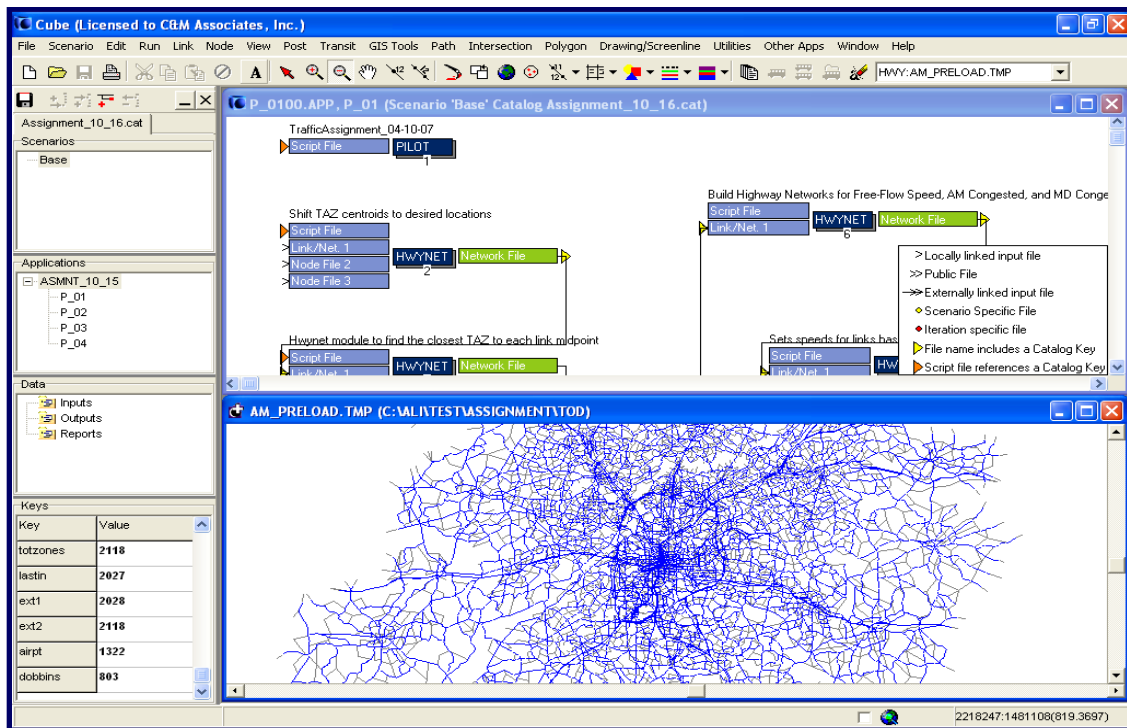 Cube (Licensed to C&M Associates, Inc.)
File Scenario Edit Run Link Node View Post Transit GIS Tools Path Intersection Polygon Drawing/Screenline Utilities Other Apps Window Help
A HWY:AM_PRELOAD.TMP
Assignment_10_16.cat
Scenarios
Base
Applications
ASMNT_10_15
P_01
P_02
P_03
P_04
Data
Inputs
Outputs
Reports
Keys
Key Value
totzones 2118
lastin 2027
ext1 2028
ext2 2118
airpt 1322
dobbins 803
P_0100.APP , P_01 (Scenario 'Base' Catalog Assignment_10_16.cat)
TrafficAssignment_04-10-07
Script File PILOT
1
Shift TAZ centroids to desired locations
Script File
Link/Net. 1 HWYNET Network File
Node File 2 2
Node File 3
Hwynet module to find the closest TAZ to each link midpoint
Script File HWYNET Network File
Link/Net. 1
Build Highway Networks for Free-Flow Speed, AM Congested, and MD Conge
Script File HWYNET Network File
Link/Net. 1 6
Sets speeds for links bas
Script File HW
Link/Net. 1
> Locally linked input file
>> Public File
Externally linked input file
Scenario Specific File
Iteration specific file
File name includes a Catalog Key
Script file references a Catalog Key
AM_PRELOAD.TMP (C:\ALI\TEST\ASSIGNMENT\TOD)
2218247:1481108(819.3697)